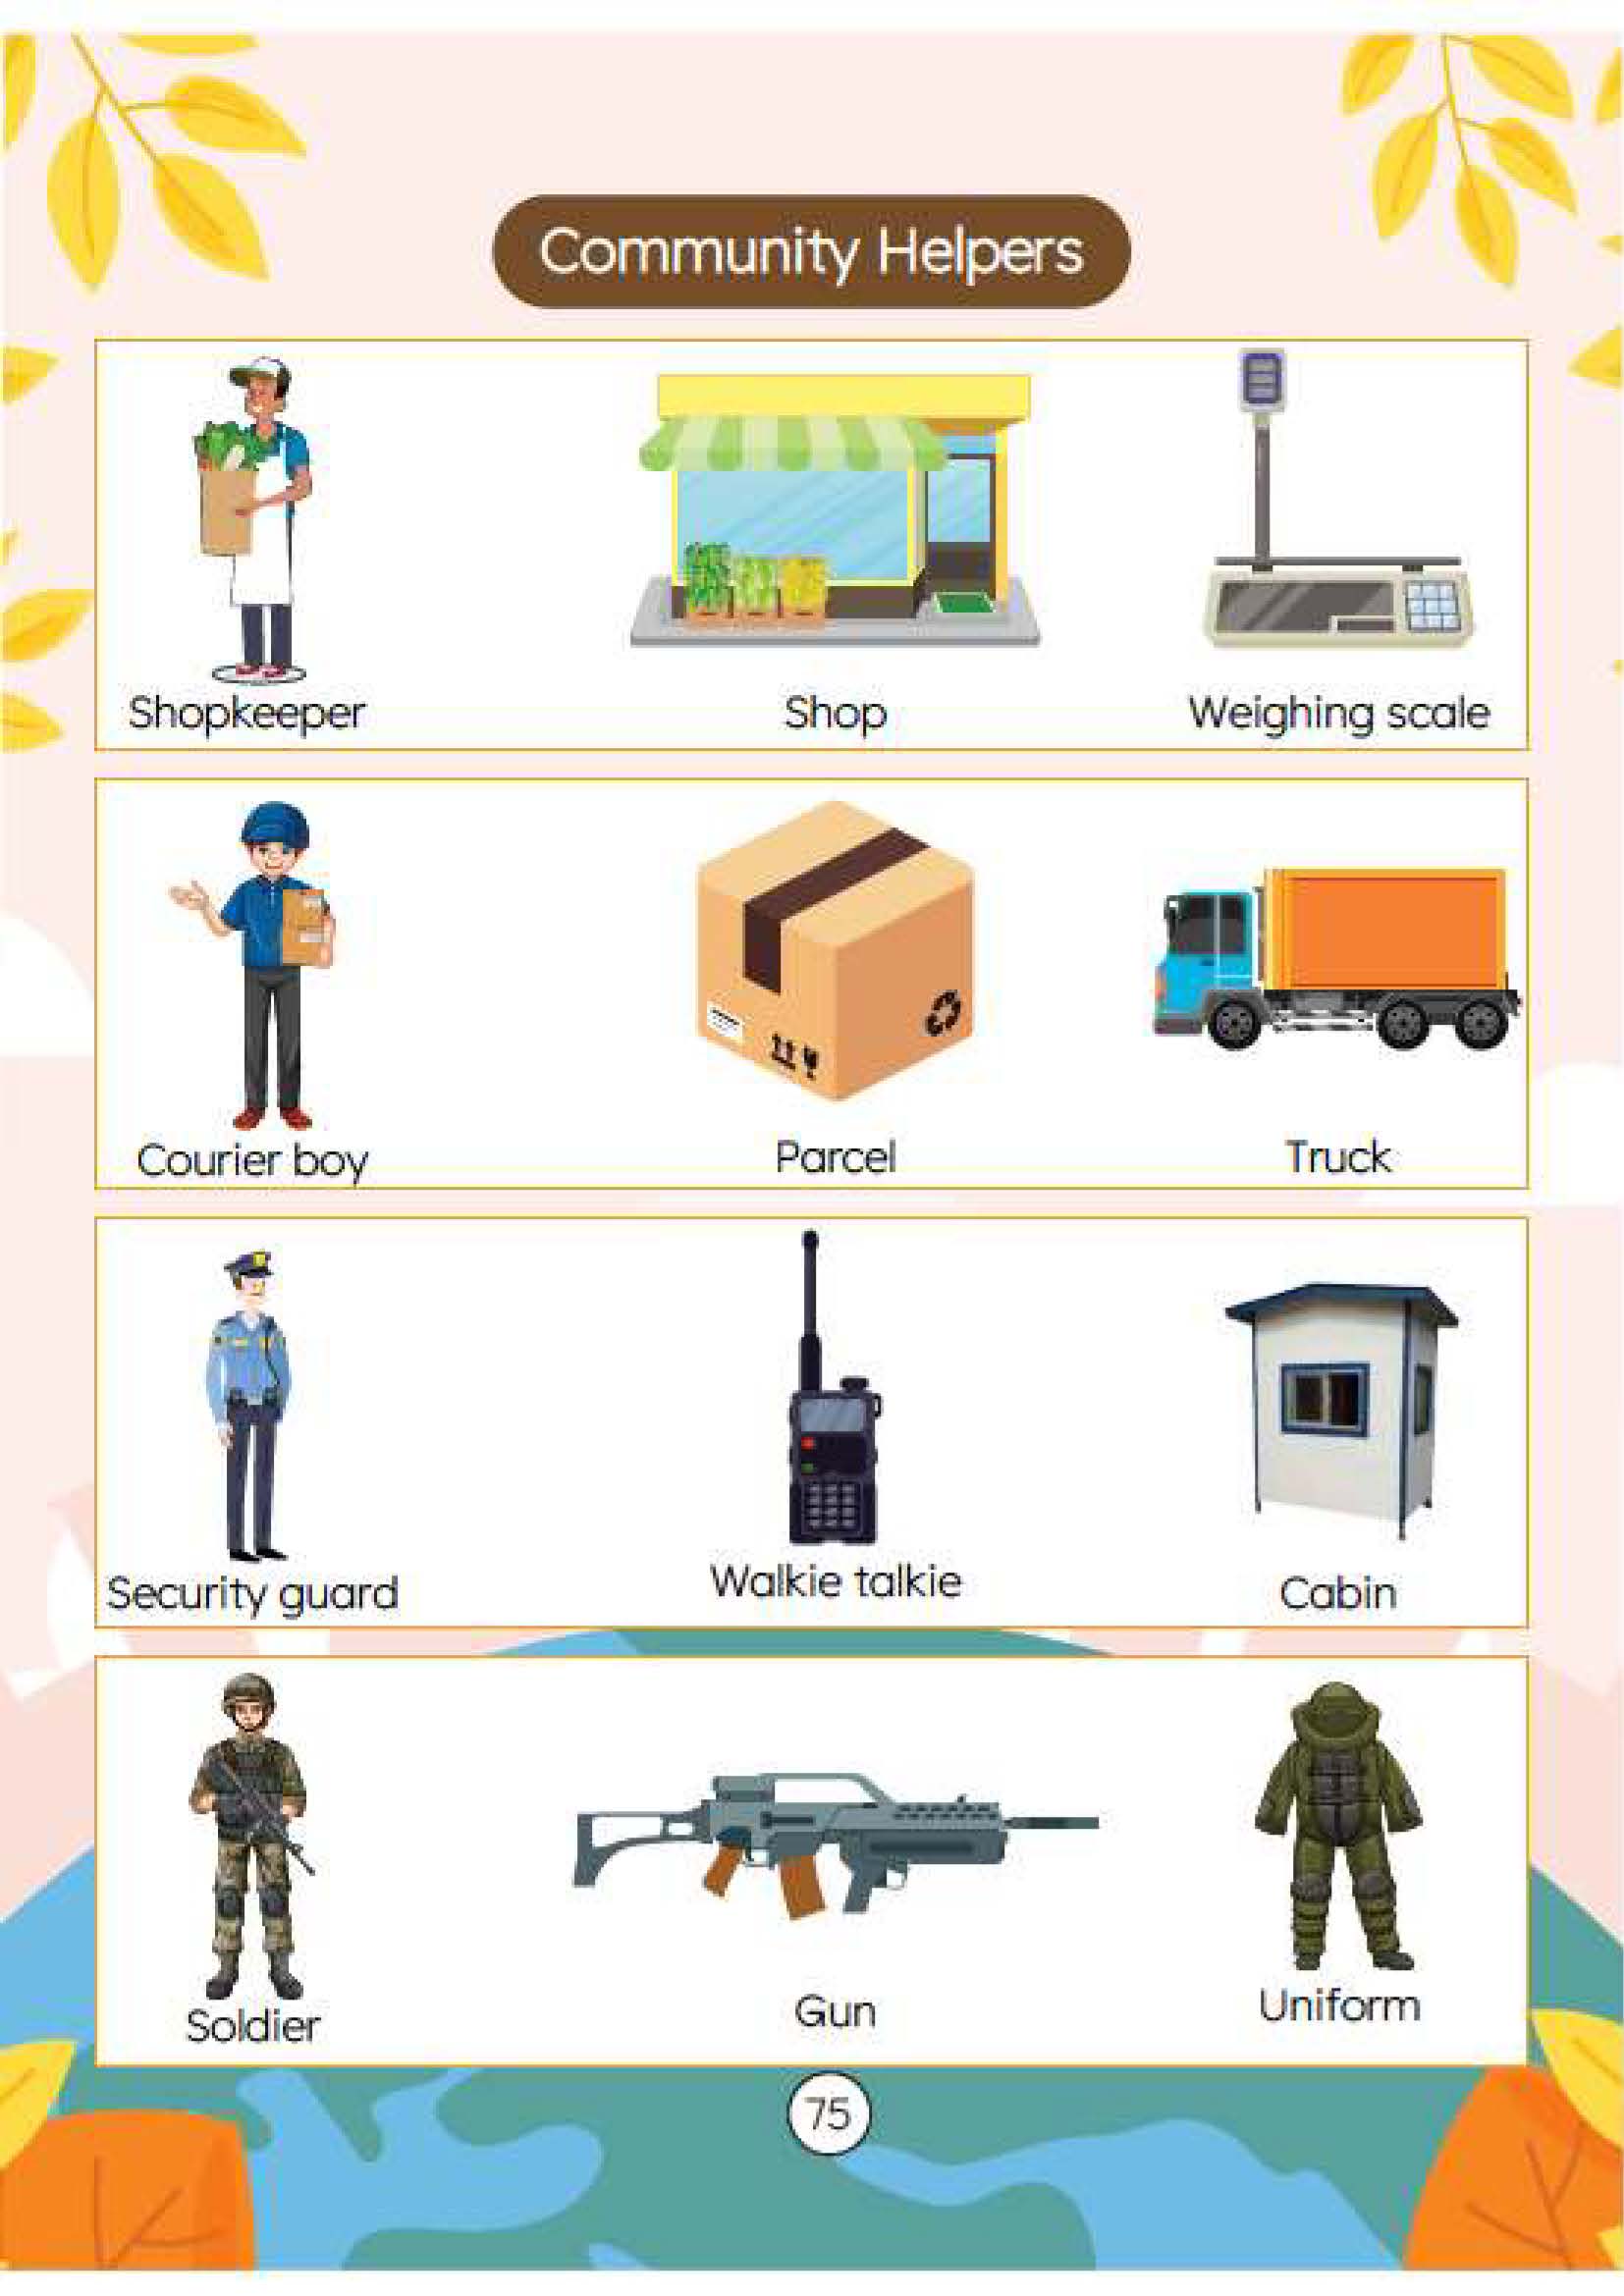 Community Helpers
Shopkeeper
Shop
Weighing scale
Courier boy
Parcel
Truck
Security guard
Walkie talkie
Cabin
Soldier
Gun
Uniform
75